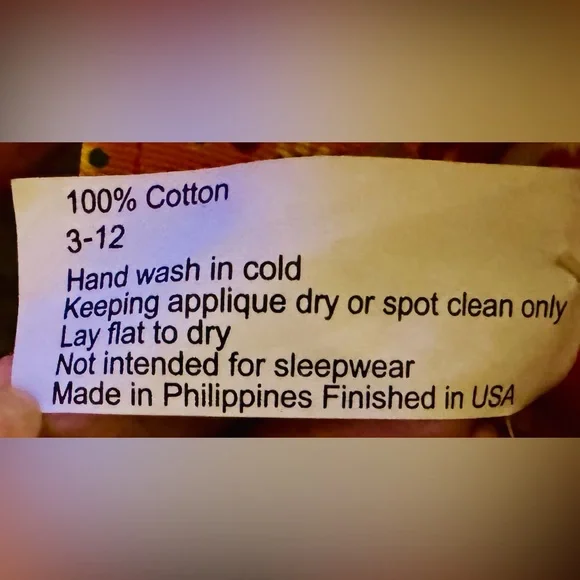 100% Cotton
3-12
Hand wash in cold
Keeping applique dry or spot clean only
Lay flat to dry
Not intended for sleepwear
Made in Philippines Finished in USA